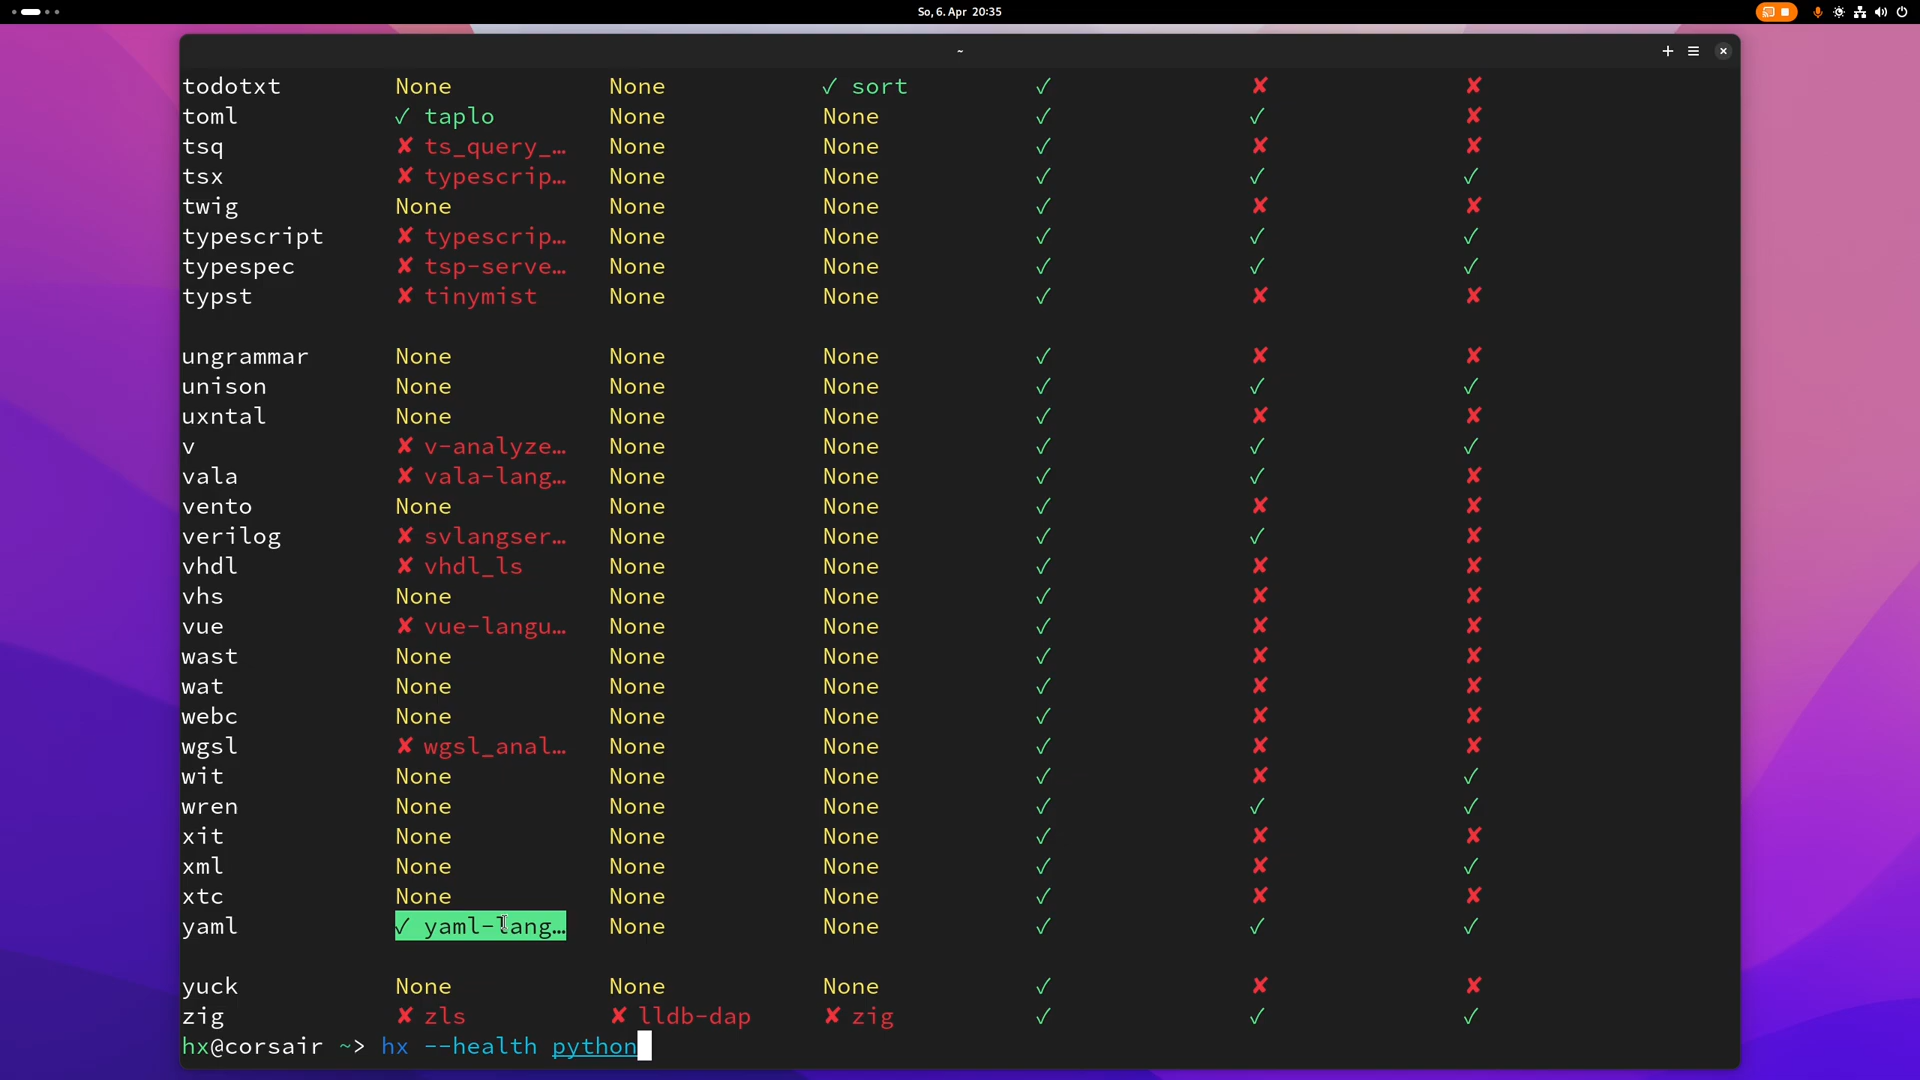 So, 6. Apr 20:35
~
todotxt None None ✓ sort ✓ ✘ ✘
toml ✓ taplo None None ✓ ✓ ✘
tsq ✘ ts_query_… None None ✓ ✘ ✘
tsx ✘ typescrip… None None ✓ ✓ ✓
twig None None None ✓ ✘ ✘
typescript ✘ typescrip… None None ✓ ✓ ✓
typespec ✘ tsp-serve… None None ✓ ✓ ✓
typst ✘ tinymist None None ✓ ✘ ✘
ungrammar None None None ✓ ✘ ✘
unison None None None ✓ ✓ ✓
uxntal None None None ✓ ✘ ✘
v ✘ v-analyze… None None ✓ ✓ ✓
vala ✘ vala-lang… None None ✓ ✓ ✘
vento None None None ✓ ✘ ✘
verilog ✘ svlangser… None None ✓ ✓ ✘
vhdl ✘ vhdl_ls None None ✓ ✘ ✘
vhs None None None ✓ ✘ ✘
vue ✘ vue-langu… None None ✓ ✘ ✘
wast None None None ✓ ✘ ✘
wat None None None ✓ ✘ ✘
webc None None None ✓ ✘ ✘
wgsl ✘ wgsl_anal… None None ✓ ✘ ✘
wit None None None ✓ ✘ ✓
wren None None None ✓ ✓ ✓
xit None None None ✓ ✘ ✘
xml None None None ✓ ✘ ✓
xtc None None None ✓ ✘ ✘
yaml ✓ yaml-lang… None None ✓ ✓ ✓
yuck None None None ✓ ✘ ✘
zig ✘ zls ✘ lldb-dap ✘ zig ✓ ✓ ✓
hx@corsair ~> hx --health python